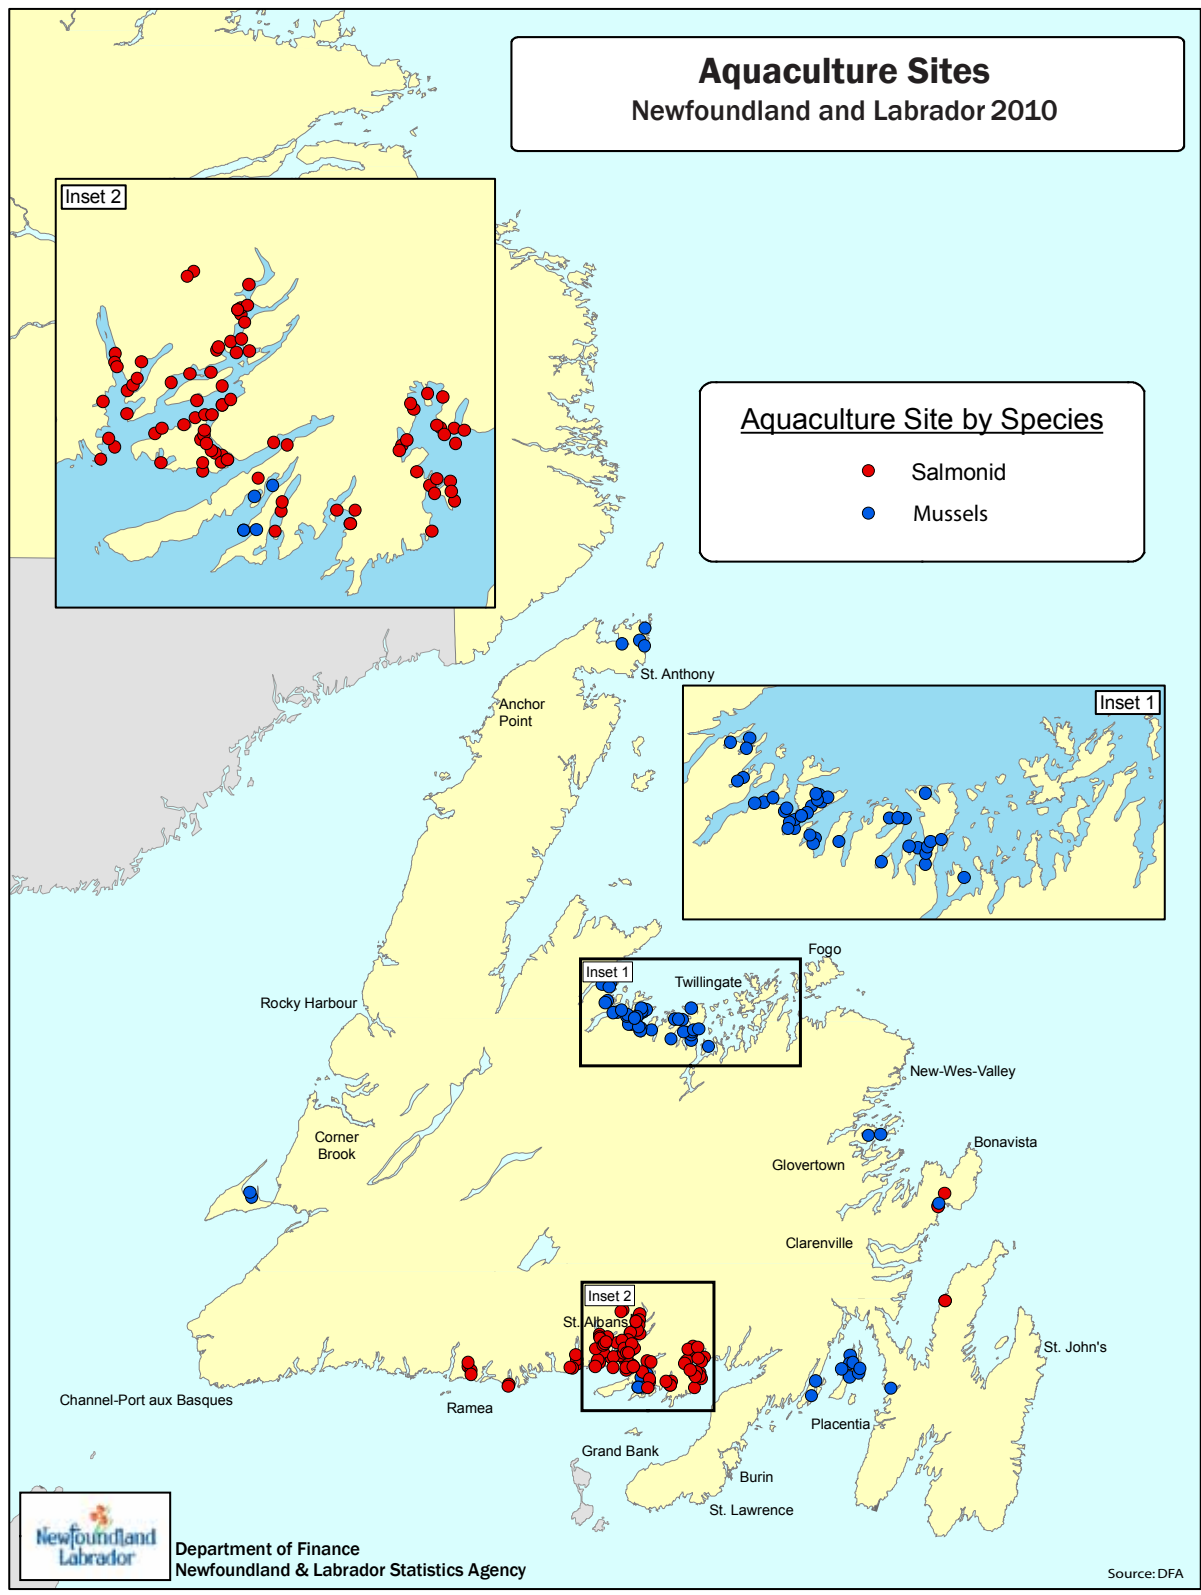 Aquaculture Sites
Newfoundland and Labrador 2010
Inset 2
Aquaculture Site by Species
Salmonid
Mussels
St. Anthony
Anchor
Point
Inset 1
Fogo
Inset 1
Twillingate
Rocky Harbour
New-Wes-Valley
Corner
Brook
Bonavista
Glovertown
Clarenville
Inset 2
St. Albans
St. John's
Channel-Port aux Basques
Ramea
Placentia
Grand Bank
Burin
St. Lawrence
Newfoundland
Labrador
Department of Finance
Newfoundland & Labrador Statistics Agency
Source: DFA